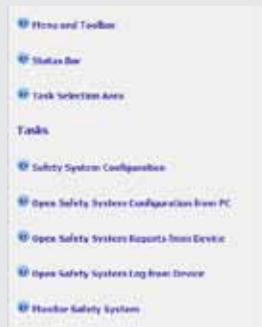 Menu and Toolbar
Status Bar
Task Selection Area
Tasks
Safety System Configuration
Open Safety System Configuration from PC
Open Safety System Reports from Device
Open Safety System Log from Device
Monitor Safety System